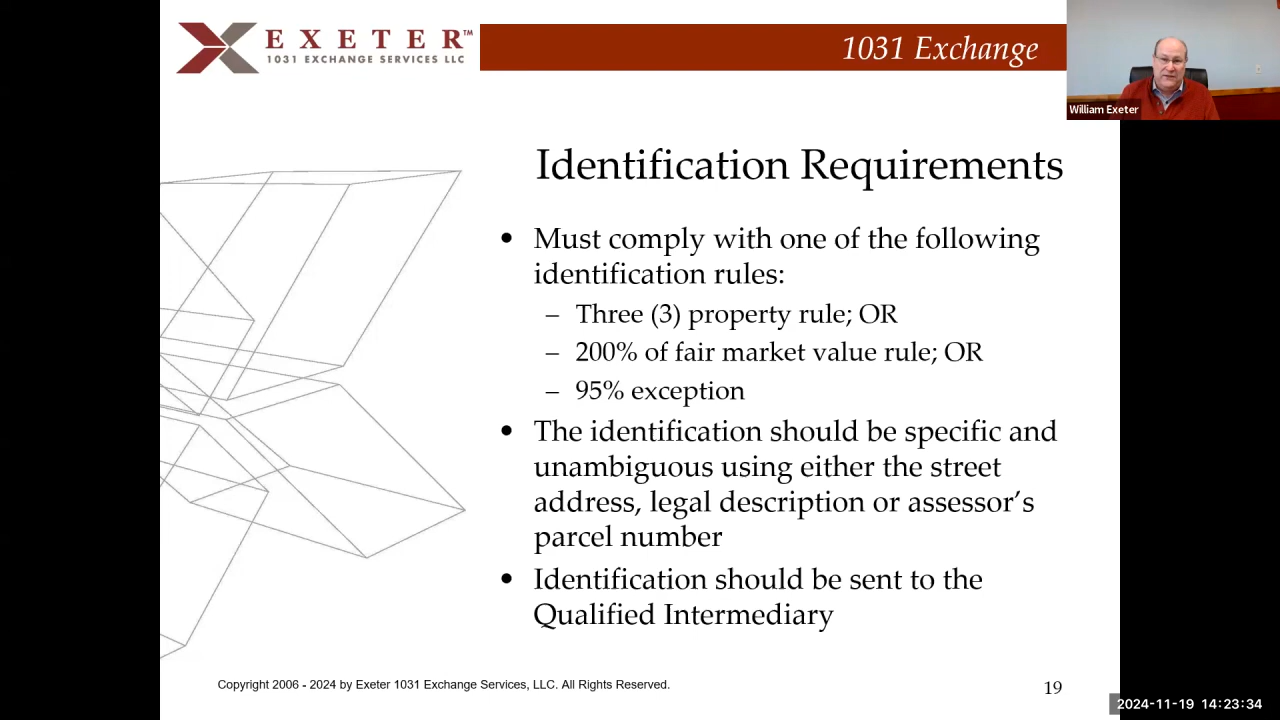 EXETER™
1031 EXCHANGE SERVICES LLC
1031 Exchange
William Exeter
Identification Requirements
• Must comply with one of the following
identification rules:
– Three (3) property rule; OR
– 200% of fair market value rule; OR
– 95% exception
• The identification should be specific and
unambiguous using either the street
address, legal description or assessor’s
parcel number
• Identification should be sent to the
Qualified Intermediary
Copyright 2006 - 2024 by Exeter 1031 Exchange Services, LLC. All Rights Reserved.
19
2024-11-19 14:23:34